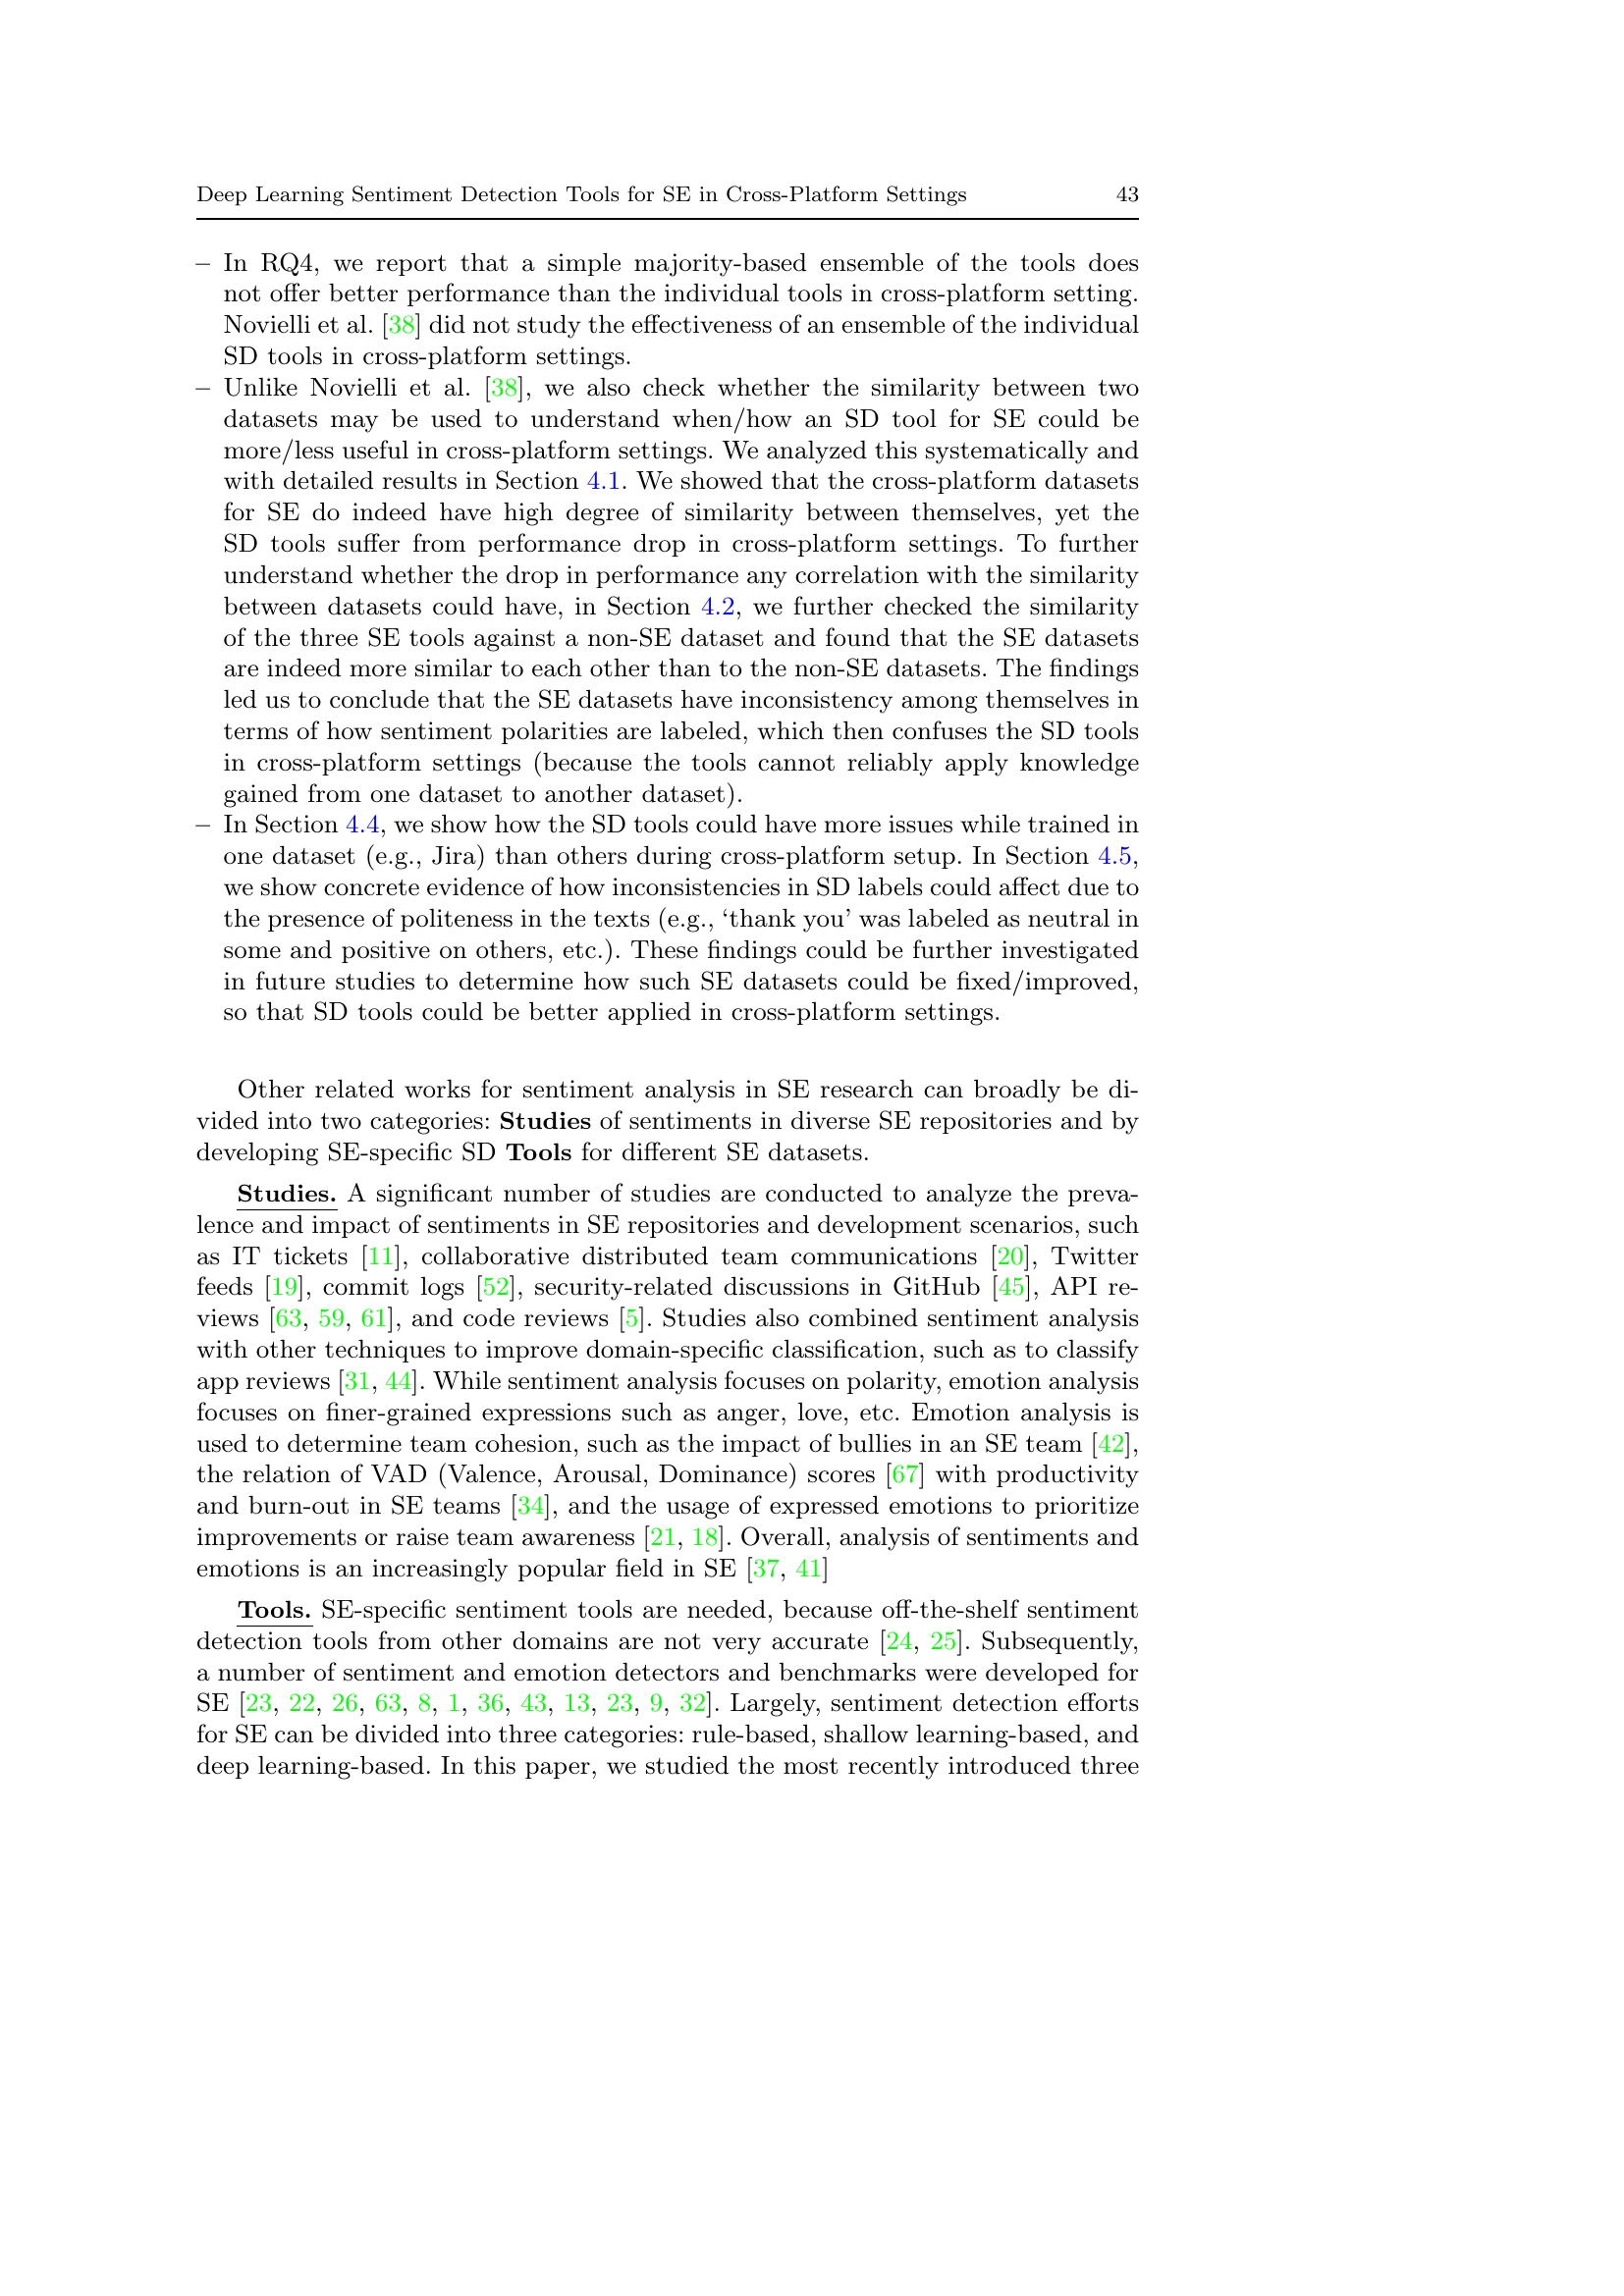 Deep Learning Sentiment Detection Tools for SE in Cross-Platform Settings 43
– In RQ4, we report that a simple majority-based ensemble of the tools does
not offer better performance than the individual tools in cross-platform setting.
Novielli et al. [38] did not study the effectiveness of an ensemble of the individual
SD tools in cross-platform settings.
– Unlike Novielli et al. [38], we also check whether the similarity between two
datasets may be used to understand when/how an SD tool for SE could be
more/less useful in cross-platform settings. We analyzed this systematically and
with detailed results in Section 4.1. We showed that the cross-platform datasets
for SE do indeed have high degree of similarity between themselves, yet the
SD tools suffer from performance drop in cross-platform settings. To further
understand whether the drop in performance any correlation with the similarity
between datasets could have, in Section 4.2, we further checked the similarity
of the three SE tools against a non-SE dataset and found that the SE datasets
are indeed more similar to each other than to the non-SE datasets. The findings
led us to conclude that the SE datasets have inconsistency among themselves in
terms of how sentiment polarities are labeled, which then confuses the SD tools
in cross-platform settings (because the tools cannot reliably apply knowledge
gained from one dataset to another dataset).
– In Section 4.4, we show how the SD tools could have more issues while trained in
one dataset (e.g., Jira) than others during cross-platform setup. In Section 4.5,
we show concrete evidence of how inconsistencies in SD labels could affect due to
the presence of politeness in the texts (e.g., ‘thank you’ was labeled as neutral in
some and positive on others, etc.). These findings could be further investigated
in future studies to determine how such SE datasets could be fixed/improved,
so that SD tools could be better applied in cross-platform settings.
Other related works for sentiment analysis in SE research can broadly be di-
vided into two categories: Studies of sentiments in diverse SE repositories and by
developing SE-specific SD Tools for different SE datasets.
Studies. A significant number of studies are conducted to analyze the preva-
lence and impact of sentiments in SE repositories and development scenarios, such
as IT tickets [11], collaborative distributed team communications [20], Twitter
feeds [19], commit logs [52], security-related discussions in GitHub [45], API re-
views [63, 59, 61], and code reviews [5]. Studies also combined sentiment analysis
with other techniques to improve domain-specific classification, such as to classify
app reviews [31, 44]. While sentiment analysis focuses on polarity, emotion analysis
focuses on finer-grained expressions such as anger, love, etc. Emotion analysis is
used to determine team cohesion, such as the impact of bullies in an SE team [42],
the relation of VAD (Valence, Arousal, Dominance) scores [67] with productivity
and burn-out in SE teams [34], and the usage of expressed emotions to prioritize
improvements or raise team awareness [21, 18]. Overall, analysis of sentiments and
emotions is an increasingly popular field in SE [37, 41]
Tools. SE-specific sentiment tools are needed, because off-the-shelf sentiment
detection tools from other domains are not very accurate [24, 25]. Subsequently,
a number of sentiment and emotion detectors and benchmarks were developed for
SE [23, 22, 26, 63, 8, 1, 36, 43, 13, 23, 9, 32]. Largely, sentiment detection efforts
for SE can be divided into three categories: rule-based, shallow learning-based, and
deep learning-based. In this paper, we studied the most recently introduced three